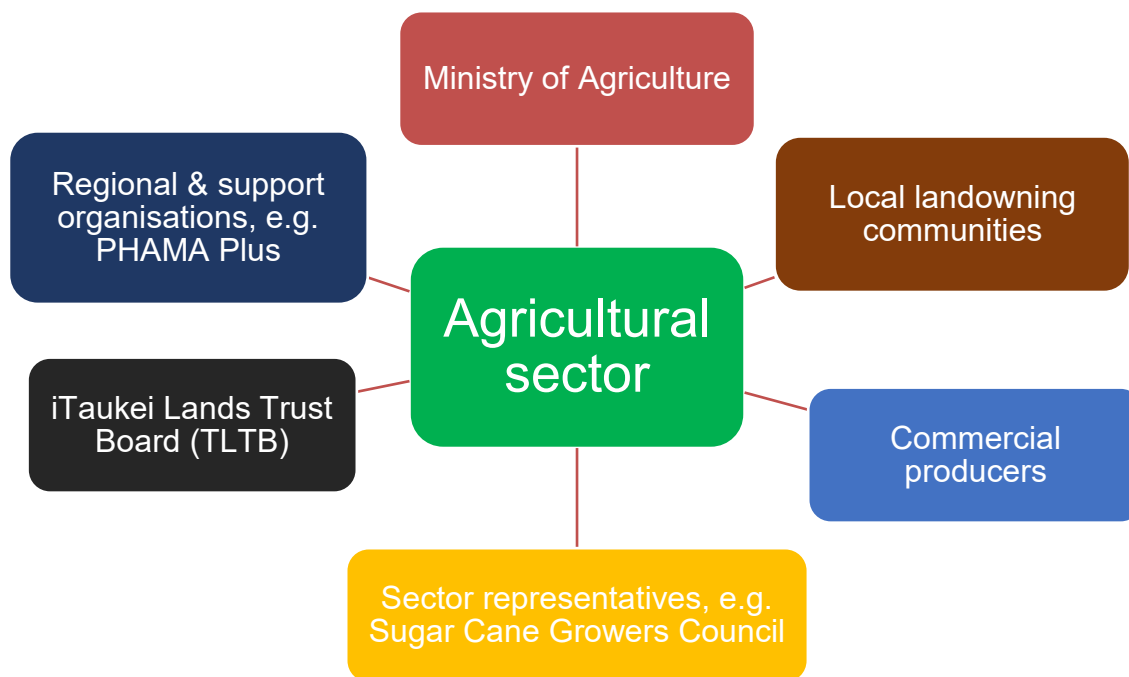 Ministry of Agriculture
Regional & support
organisations, e.g.
PHAMA Plus
Local landowning
communities
Agricultural
sector
iTaukei Lands Trust
Board (TLTB)
Commercial
producers
Sector representatives, e.g.
Sugar Cane Growers Council